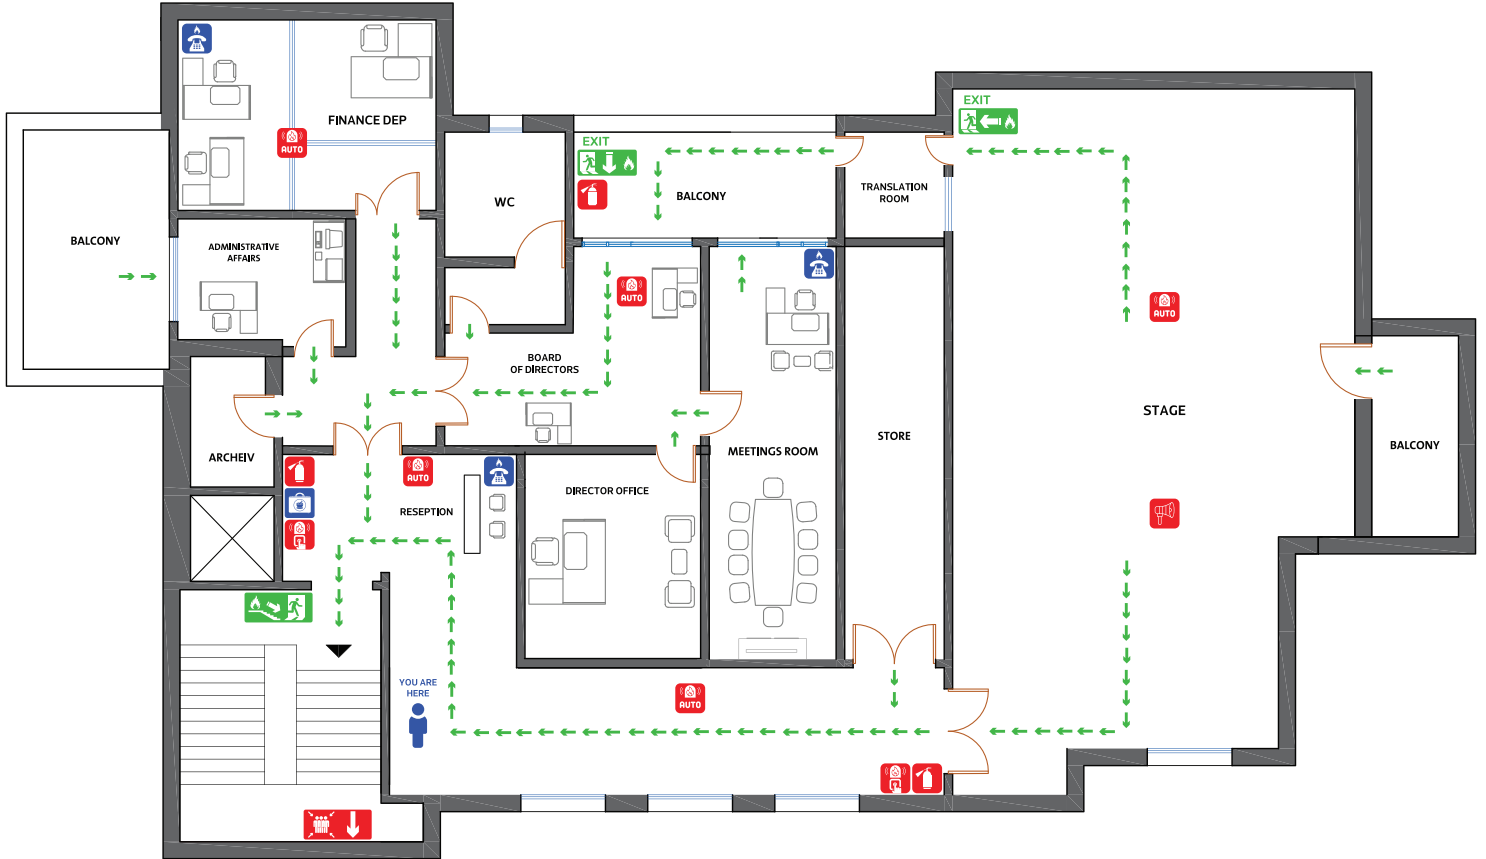 FINANCE DEP
AUTO
BALCONY
ADMINISTRATIVE
AFFAIRS
WC
EXIT
BALCONY
TRANSLATION
ROOM
EXIT
AUTO
AUTO
BOARD
OF DIRECTORS
STAGE
STORE
BALCONY
MEETINGS ROOM
ARCHEIV
AUTO
RESEPTION
DIRECTOR OFFICE
YOU ARE
HERE
AUTO